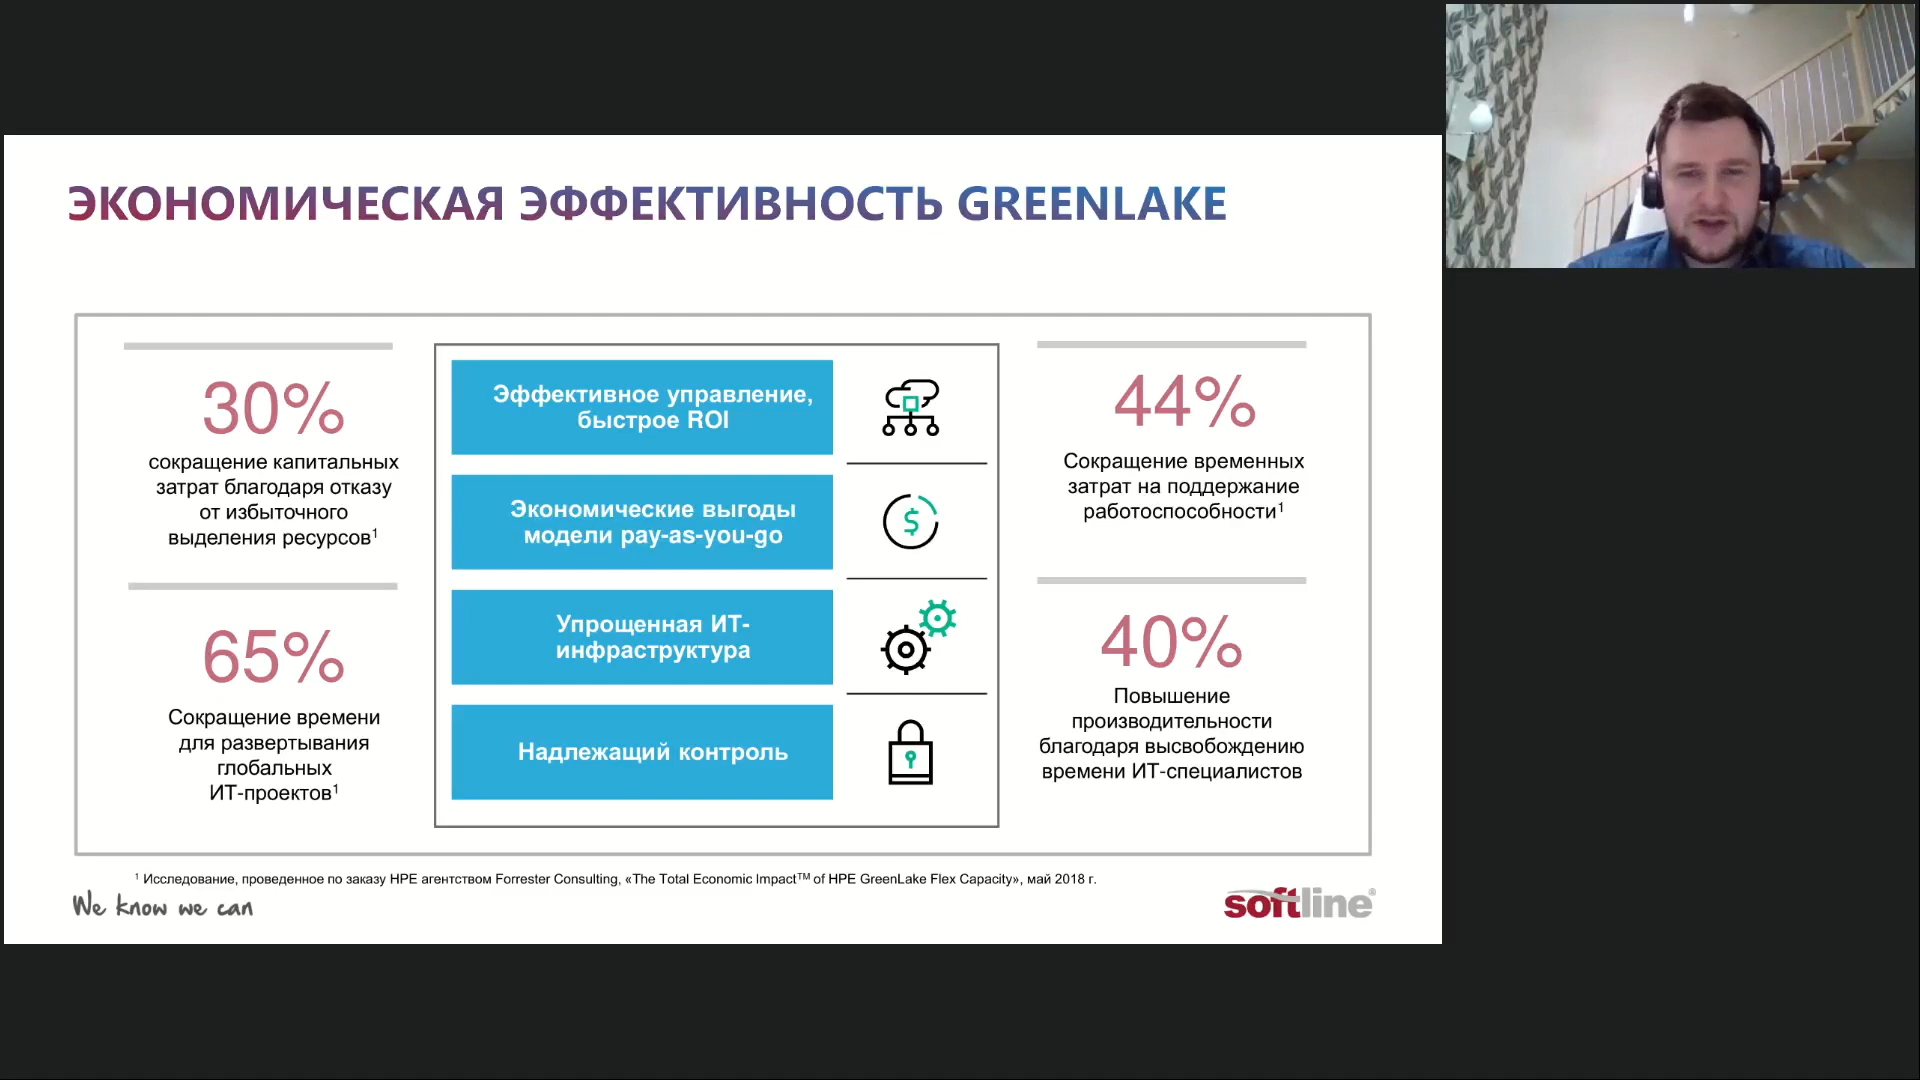 ЭКОНОМИЧЕСКАЯ ЭФФЕКТИВНОСТЬ GREENLAKE
30%
сокращение капитальных
затрат благодаря отказу
от избыточного
выделения ресурсов¹
65%
Сокращение времени
для развертывания
глобальных
ИТ-проектов¹
Эффективное управление,
быстрое ROI
Экономические выгоды
модели pay-as-you-go
Упрощенная ИТ-
инфраструктура
Надлежащий контроль
44%
Сокращение временных
затрат на поддержание
работоспособности¹
40%
Повышение
производительности
благодаря высвобождению
времени ИТ-специалистов
¹ Исследование, проведенное по заказу HPE агентством Forrester Consulting, «The Total Economic Impact™ of HPE GreenLake Flex Capacity», май 2018 г.
We know we can
softline®